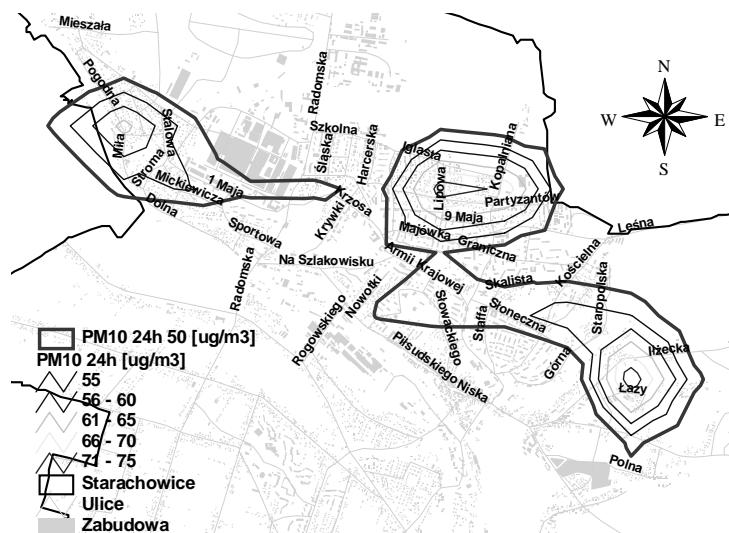 Mieszała
Pogodna
Miła
Stalowa
Mickiewicza
1 Maja
Dolna
Sportowa
Radomska
Radomska
Szkolna
Śląska
Harcerska
Krzosa
Krywki
Na Szlakowisku
Rogowskiego
Nowotki
Iglasta
Lipowa
Kopalniana
Partyzantów
9 Maja
Majówka
Graniczna
Armii Krajowej
Leśna
Kościelna
Skalista
Staropolska
Słoneczna
Słowackiego
Staffa
Górna
Iłżecka
Łazy
Piłsudskiego
Niska
Polna
N
W
E
S
PM10 24h 50 [ug/m3]
PM10 24h [ug/m3]
55
56 - 60
61 - 65
66 - 70
71 - 75
Starachowice
Ulice
Zabudowa